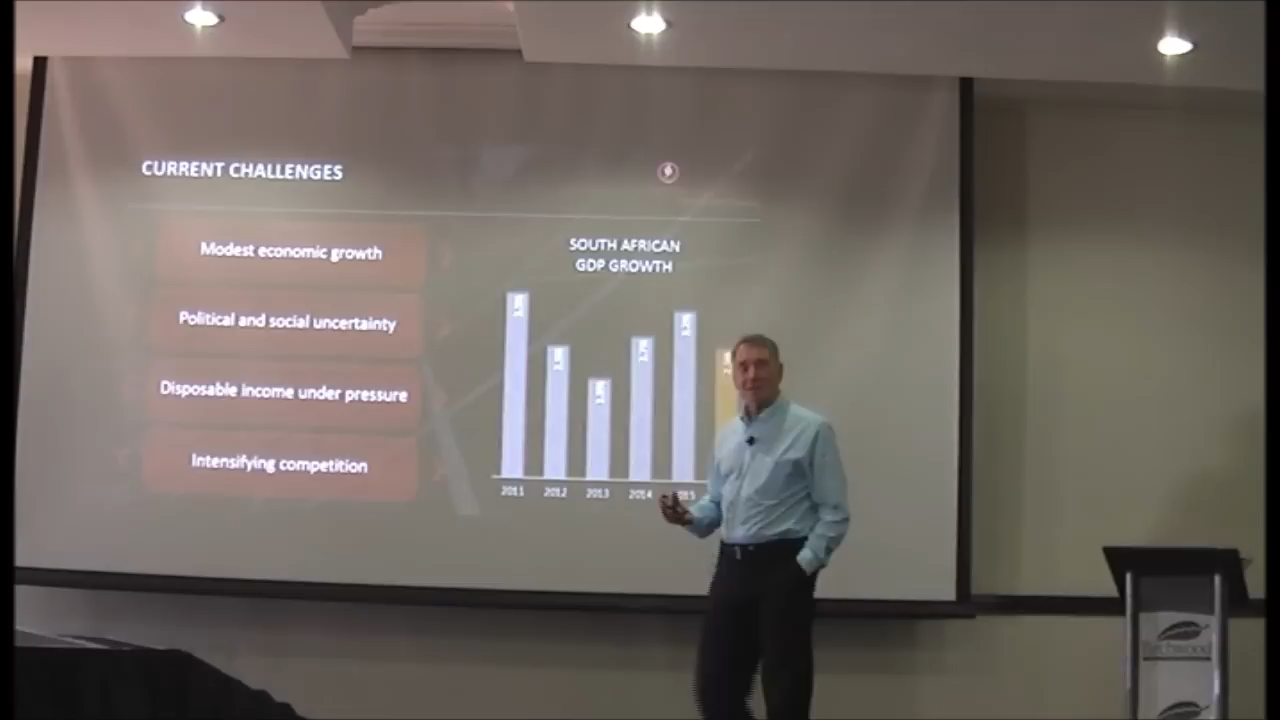 CURRENT CHALLENGES
Modest economic growth
Political and social uncertainty
Disposable income under pressure
Intensifying competition
SOUTH AFRICAN
GDP GROWTH
2011 2012 2013 2014